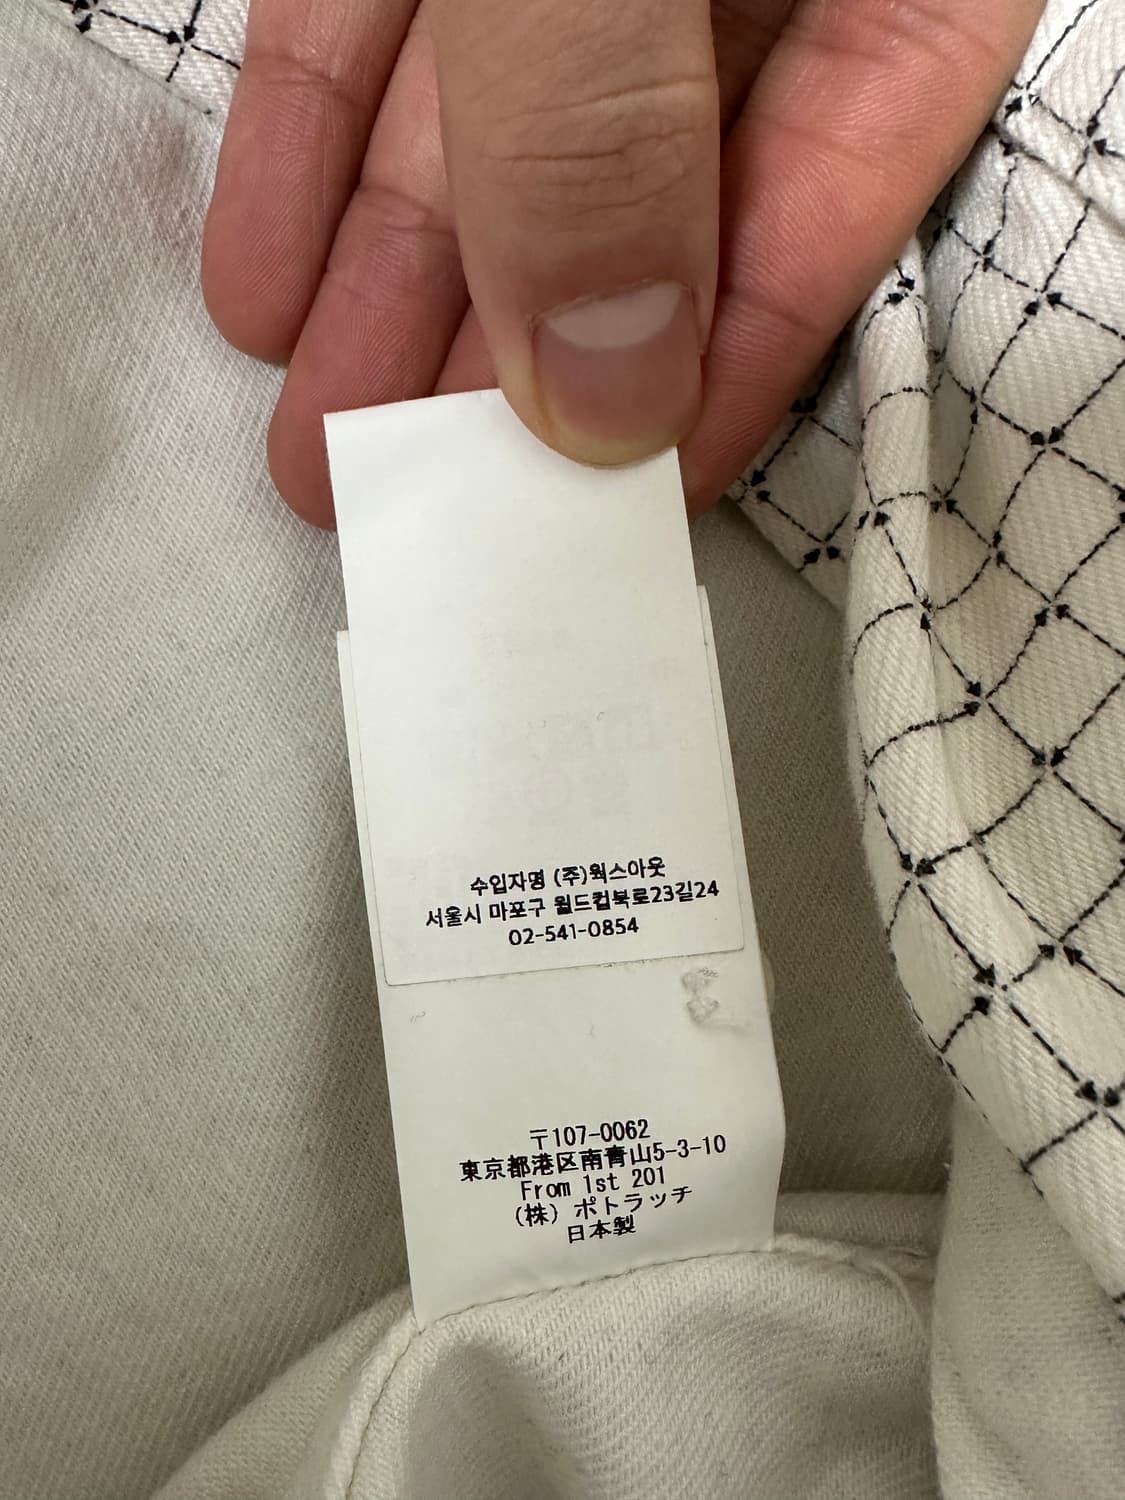 수입자명 (주)웍스아웃
서울시 마포구 월드컵북로23길24
02-541-0854
〒107-0062
東京都港区南青山5-3-10
From 1st 201
(株) ポトラッチ
日本製